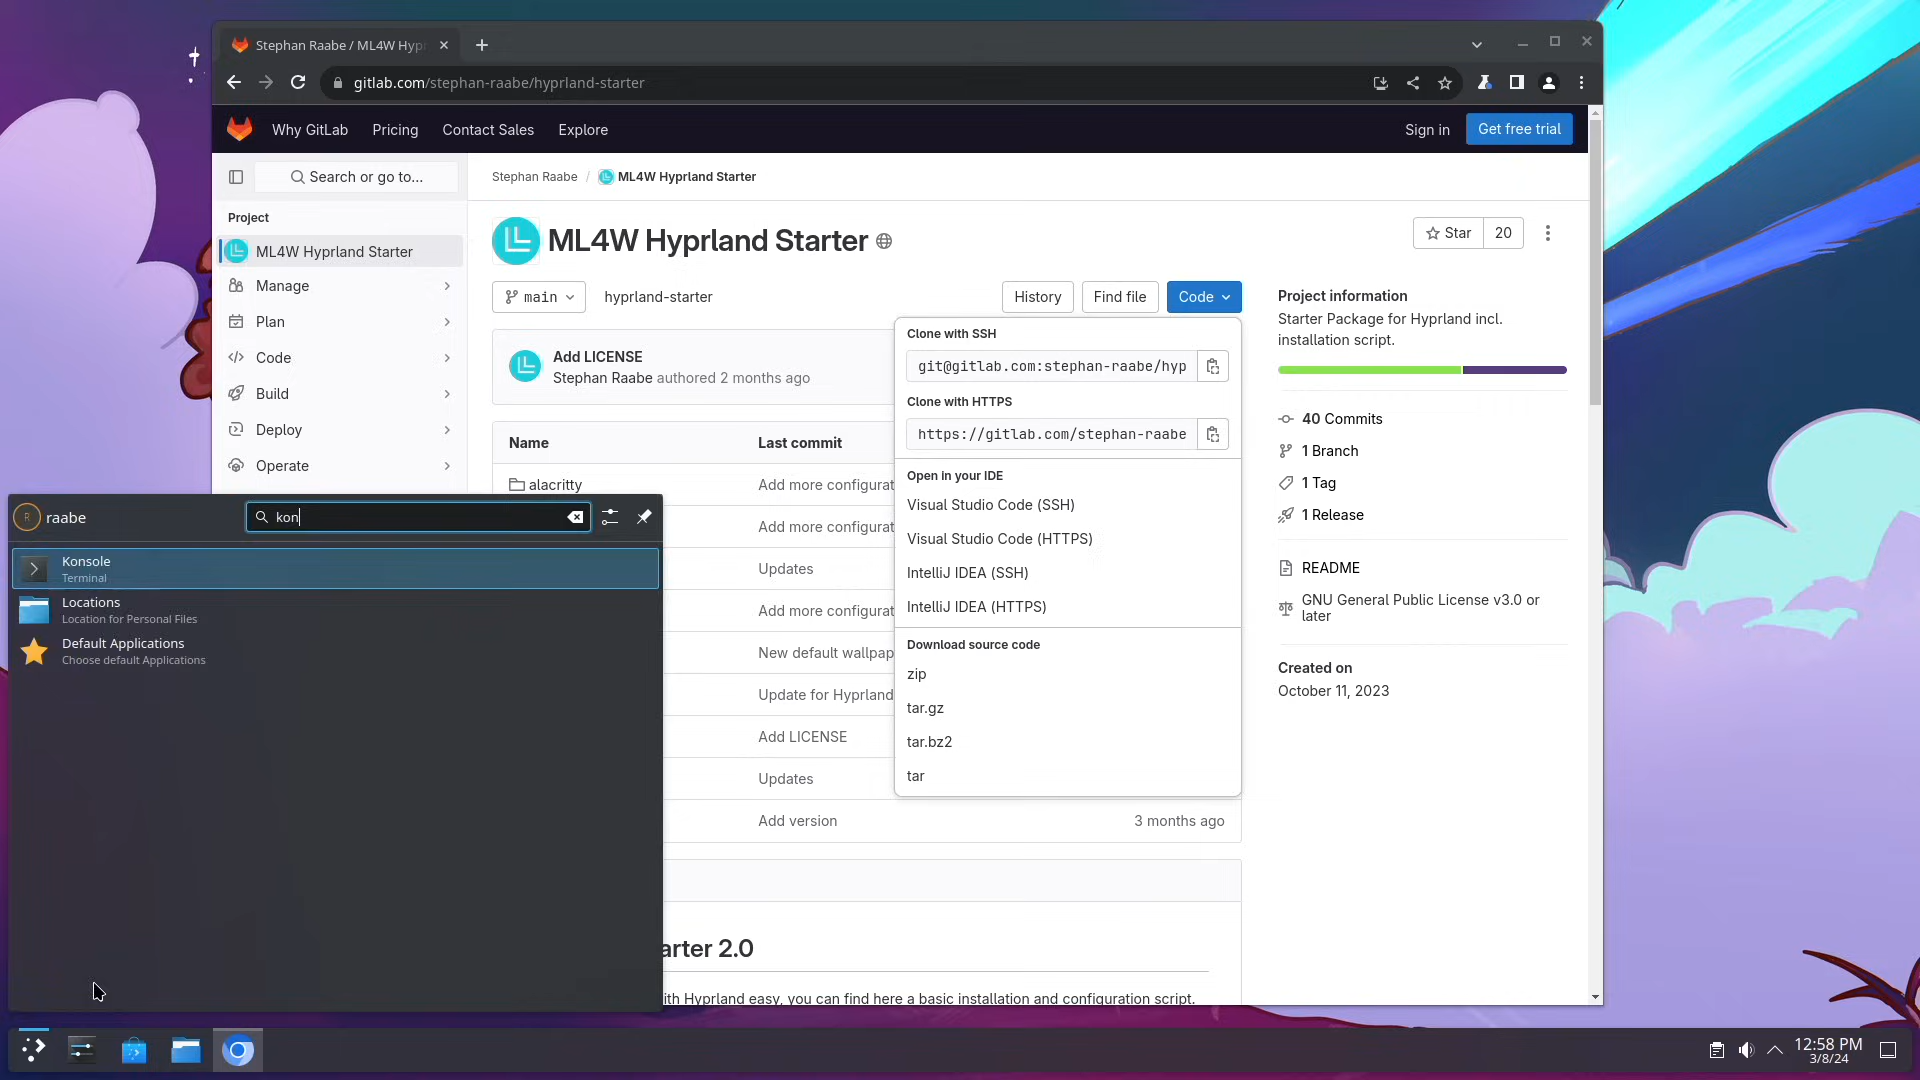 Stephan Raabe / ML4W Hypr
gitlab.com/stephan-raabe/hyprland-starter
Why GitLab
Pricing
Contact Sales
Explore
Sign in
Get free trial
Search or go to...
Stephan Raabe / ML4W Hyprland Starter
Project
ML4W Hyprland Starter
Manage
Plan
Code
Build
Deploy
Operate
ML4W Hyprland Starter
Star
20
main
hyprland-starter
History
Find file
Code
Add LICENSE
Stephan Raabe authored 2 months ago
Name
Last commit
alacritty
Add more configurat
Add more configurat
Updates
Add more configurat
New default wallpap
Update for Hyprland
Add LICENSE
Updates
Add version
3 months ago
arter 2.0
ith Hyprland easy, you can find here a basic installation and configuration script.
Clone with SSH
git@gitlab.com:stephan-raabe/hyp
Clone with HTTPS
https://gitlab.com/stephan-raabe
Open in your IDE
Visual Studio Code (SSH)
Visual Studio Code (HTTPS)
IntelliJ IDEA (SSH)
IntelliJ IDEA (HTTPS)
Download source code
zip
tar.gz
tar.bz2
tar
Project information
Starter Package for Hyprland incl.
installation script.
40 Commits
1 Branch
1 Tag
1 Release
README
GNU General Public License v3.0 or
later
Created on
October 11, 2023
R
raabe
kon
Konsole
Terminal
Locations
Location for Personal Files
Default Applications
Choose default Applications
12:58 PM
3/8/24